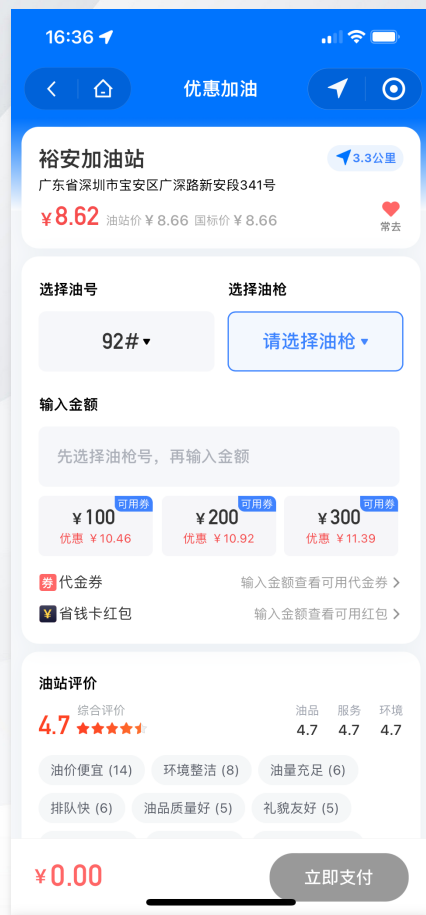 16:36
优惠加油
裕安加油站
3.3公里
广东省深圳市宝安区广深路新安段341号
¥8.62 油站价¥8.66 国标价¥8.66
常去
选择油号 选择油枪
92# 请选择油枪
输入金额
先选择油枪号，再输入金额
可用券 可用券 可用券
¥100 ¥200 ¥300
优惠 ¥10.46 优惠 ¥10.92 优惠 ¥11.39
券 代金券 输入金额查看可用代金券
¥ 省钱卡红包 输入金额查看可用红包
油站评价
综合评价 油品 服务 环境
4.7 4.7 4.7 4.7
油价便宜 (14) 环境整洁 (8) 油量充足 (6)
排队快 (6) 油品质量好 (5) 礼貌友好 (5)
¥0.00 立即支付